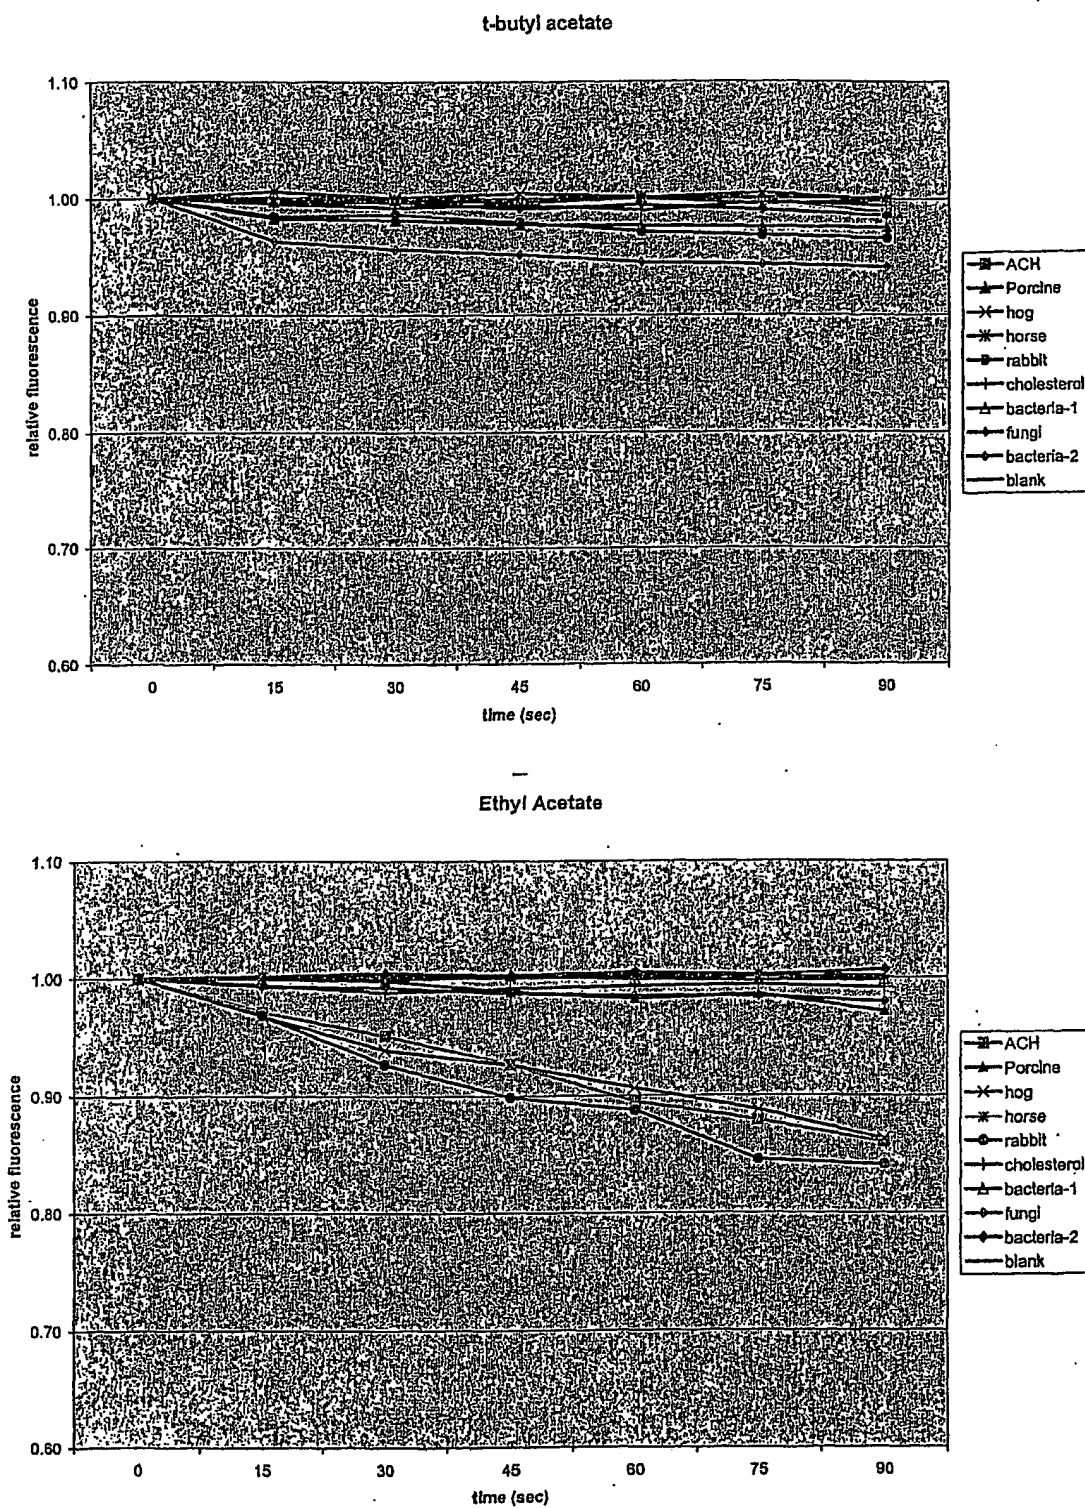 t-butyl acetate
1.10
1.00
0.90
0.80
0.70
0.60
relative fluorescence
0 15 30 45 60 75 90
time (sec)
ACH
Porcine
hog
horse
rabbit
cholesterol
bacteria-1
fungi
bacteria-2
blank
Ethyl Acetate
1.10
1.00
0.90
0.80
0.70
0.60
relative fluorescence
0 15 30 45 60 75 90
time (sec)
ACH
Porcine
hog
horse
rabbit
cholesterol
bacteria-1
fungi
bacteria-2
blank